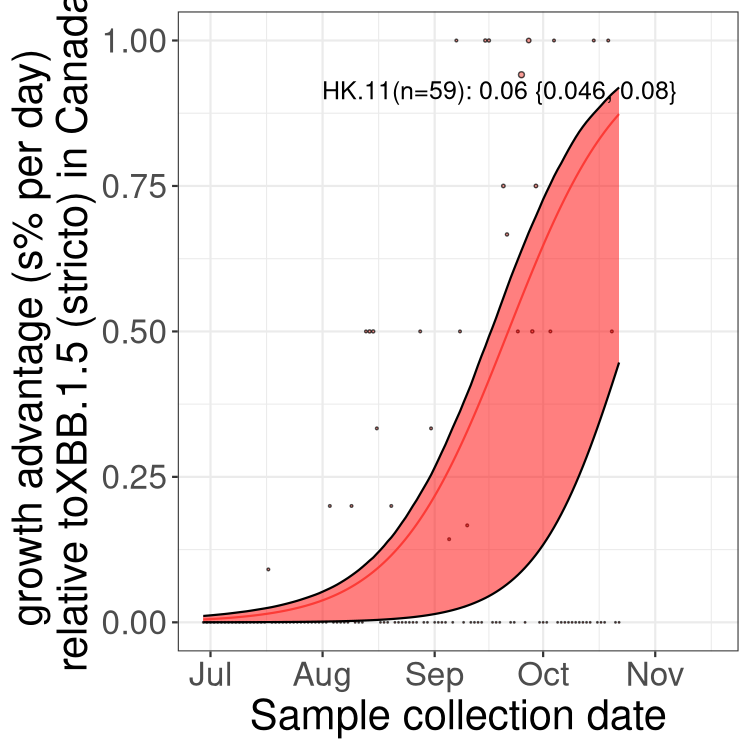 growth advantage (s% per day)
relative toXBB.1.5 (stricto) in Canada
1.00
0.75
0.50
0.25
0.00
HK.11(n=59): 0.06 {0.046, 0.08}
Jul Aug Sep Oct Nov
Sample collection date